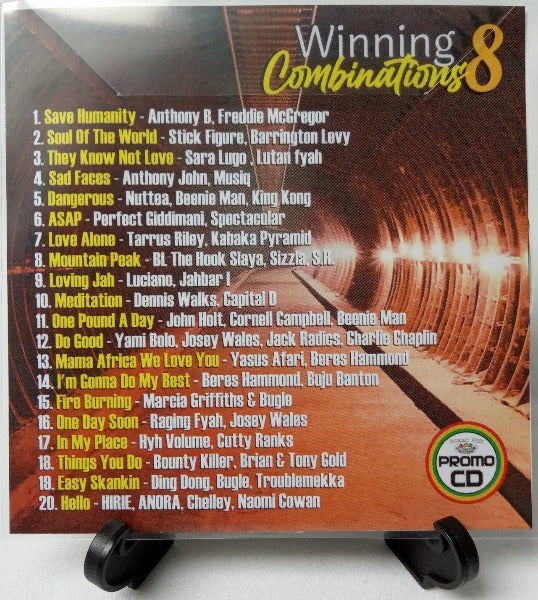 Winning
Combinations 8
1. Save Humanity - Anthony B, Freddie McGregor
2. Soul Of The World - Stick Figure, Barrington Levy
3. They Know Not Love - Sara Lugo , Lutan fyah
4. Sad Faces - Anthony John, Musiq
5. Dangerous - Nuttea, Beenie Man, King Kong
6. ASAP - Perfect Giddimani, Spectacular
7. Love Alone - Tarrus Riley, Kabaka Pyramid
8. Mountain Peak - BL The Hook Slaya, Sizzla, S.R.
9. Loving Jah - Luciano, Jahbar I
10. Meditation - Dennis Walks, Capital D
11. One Pound A Day - John Holt, Cornell Campbell, Beenie Man
12. Do Good - Yami Bolo, Josey Wales, Jack Radics, Charlie Chaplin
13. Mama Africa We Love You - Yasus Afari, Beres Hammond
14. I'm Gonna Do My Best - Beres Hammond, Buju Banton
15. Fire Burning - Marcia Griffiths & Bugle
16. One Day Soon - Raging Fyah, Josey Wales
17. In My Place - Hyh Volume, Cutty Ranks
18. Things You Do - Bounty Killer, Brian & Tony Gold
19. Easy Skankin - Ding Dong, Bugle, Troublemekka
20. Hello - HIRIE, ANORA, Chelley, Naomi Cowan
PROMO
CD